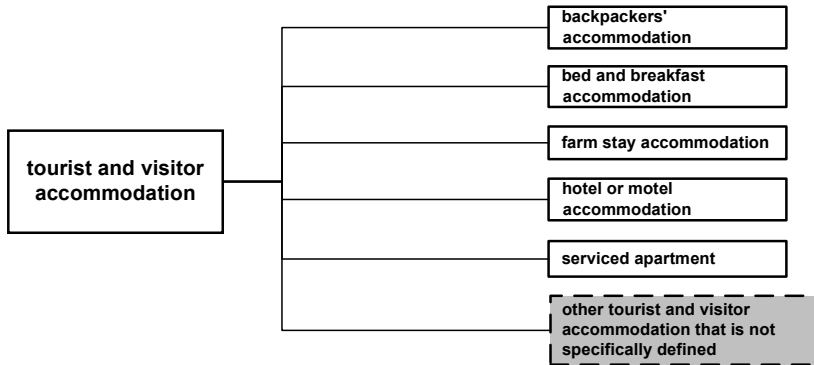 backpackers'
accommodation
bed and breakfast
accommodation
tourist and visitor
accommodation
farm stay accommodation
hotel or motel
accommodation
serviced apartment
other tourist and visitor
accommodation that is not
specifically defined